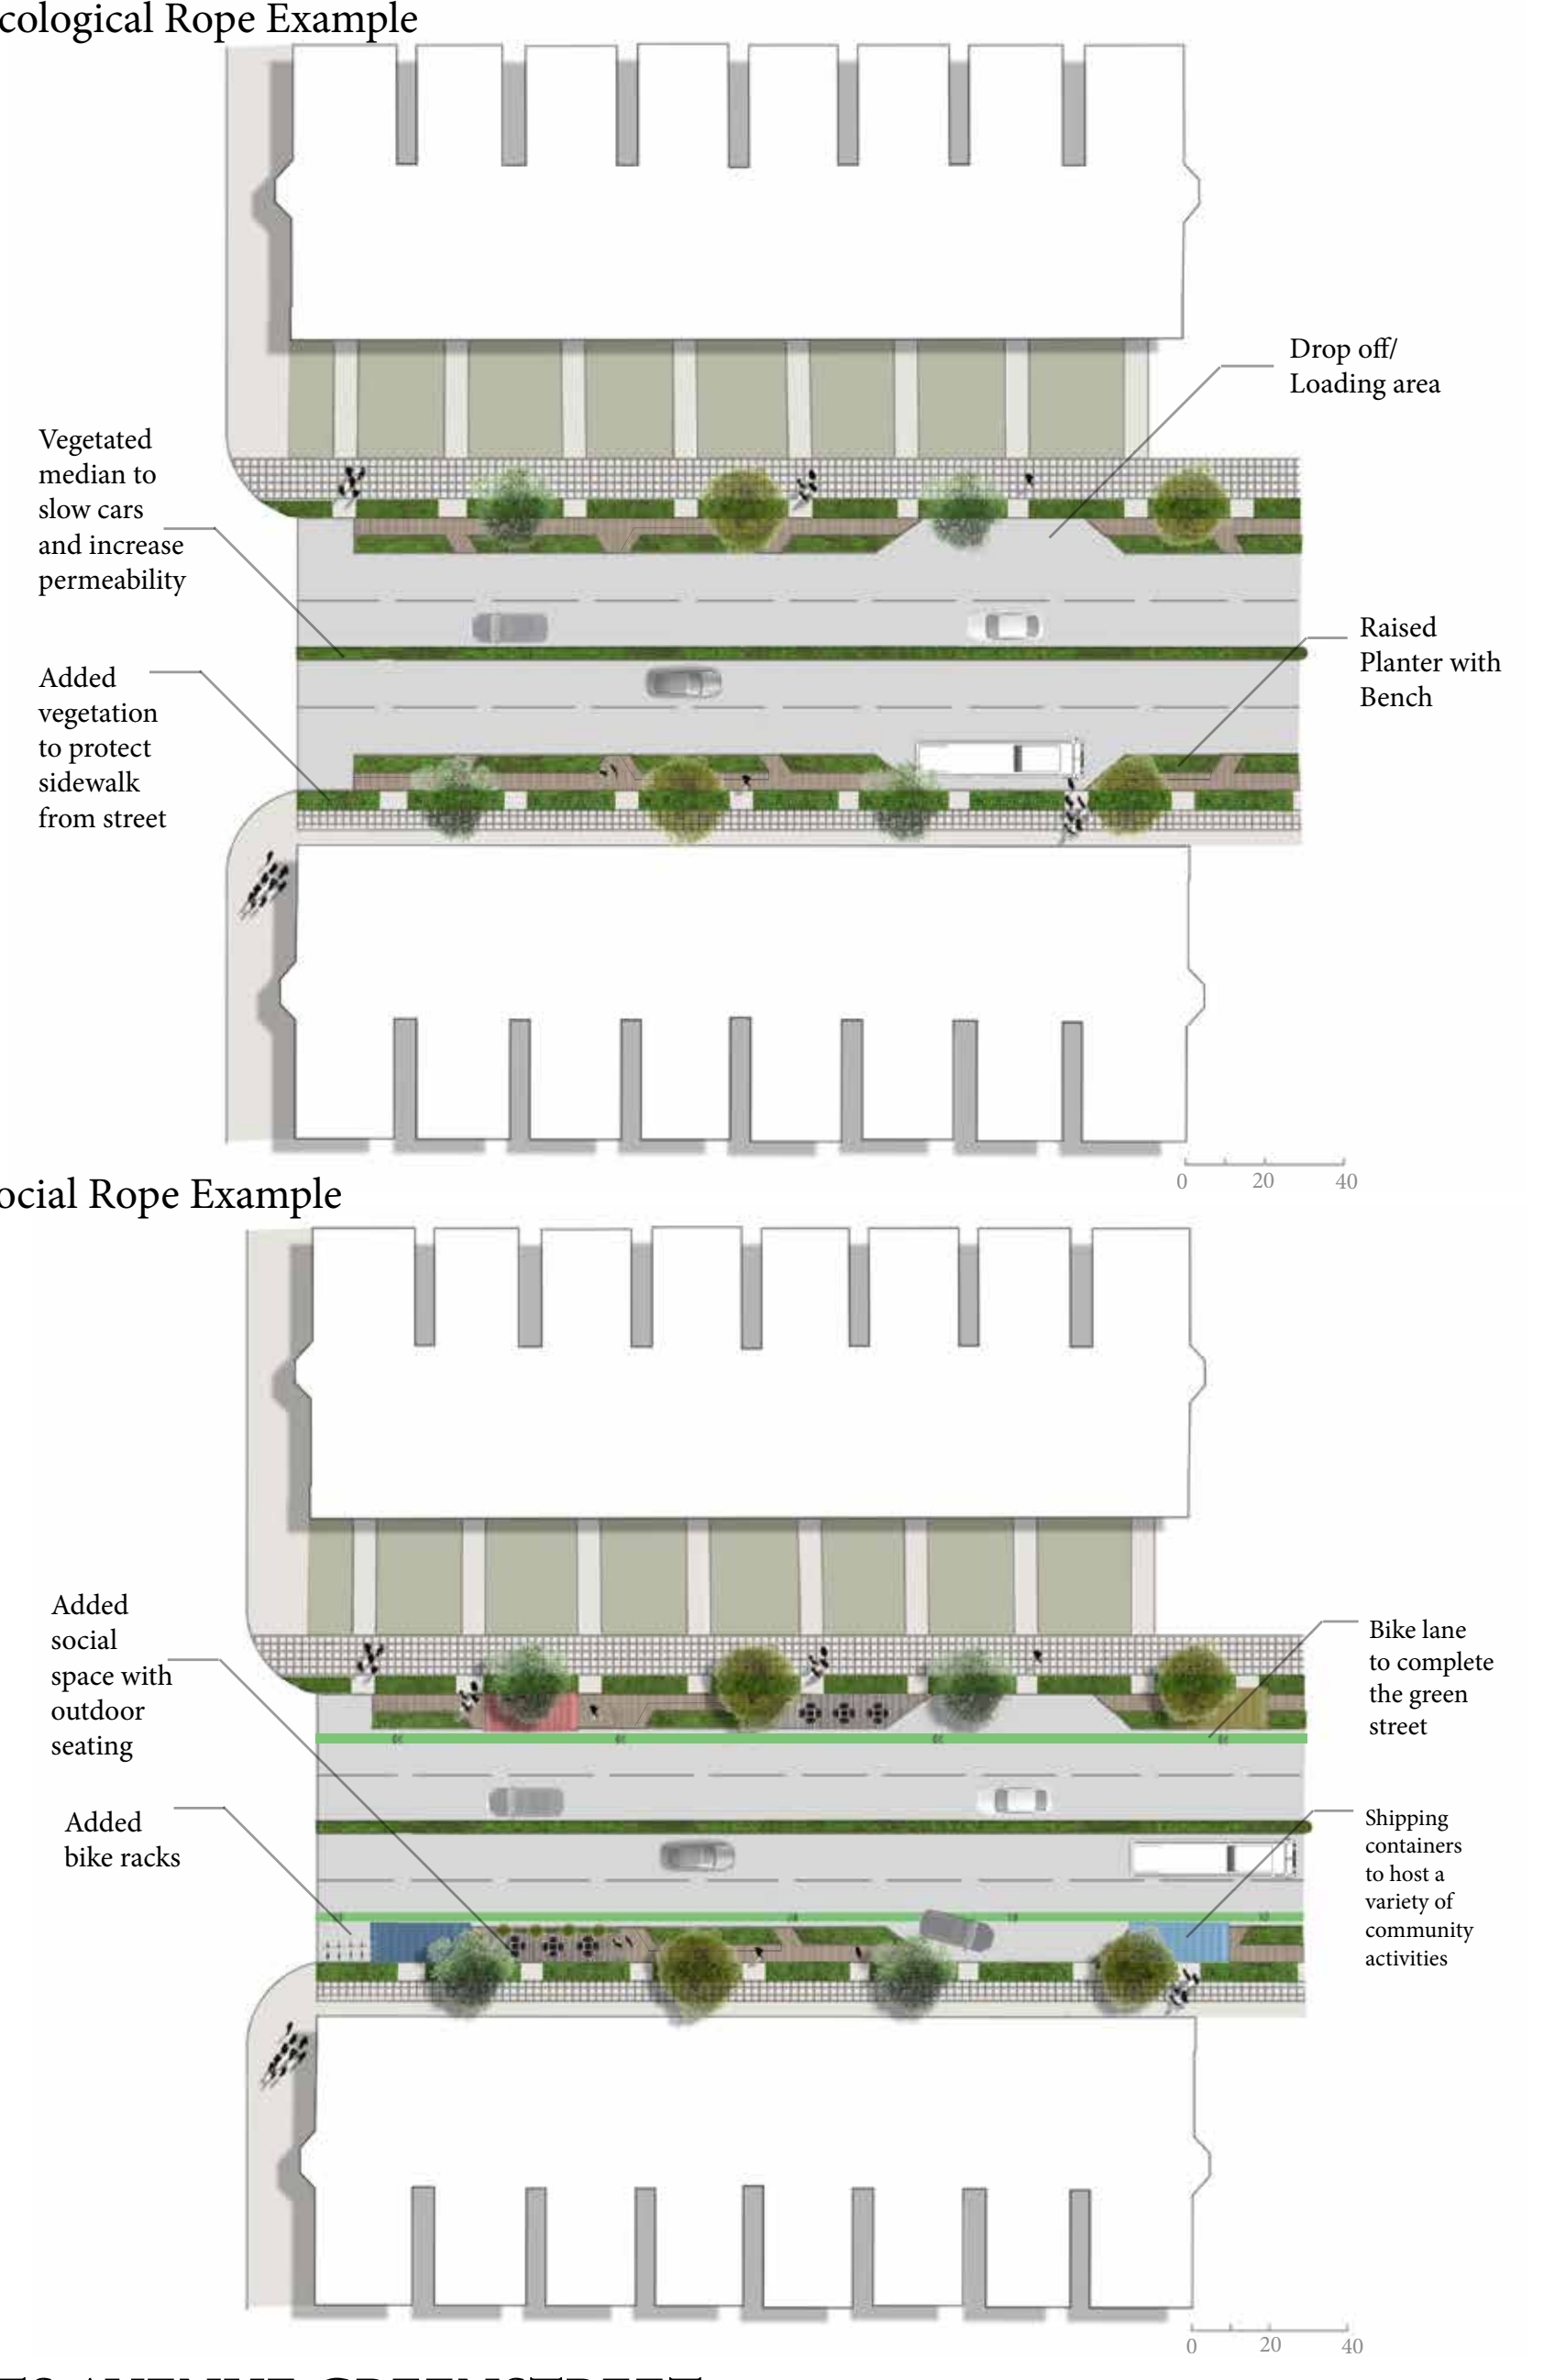 cological Rope Example
Drop off/
Loading area
Vegetated
median to
slow cars
and increase
permeability
Raised
Planter with
Bench
Added
vegetation
to protect
sidewalk
from street
0 20 40
ocial Rope Example
Added
social
space with
outdoor
seating
Bike lane
to complete
the green
street
Added
bike racks
Shipping
containers
to host a
variety of
community
activities
0 20 40